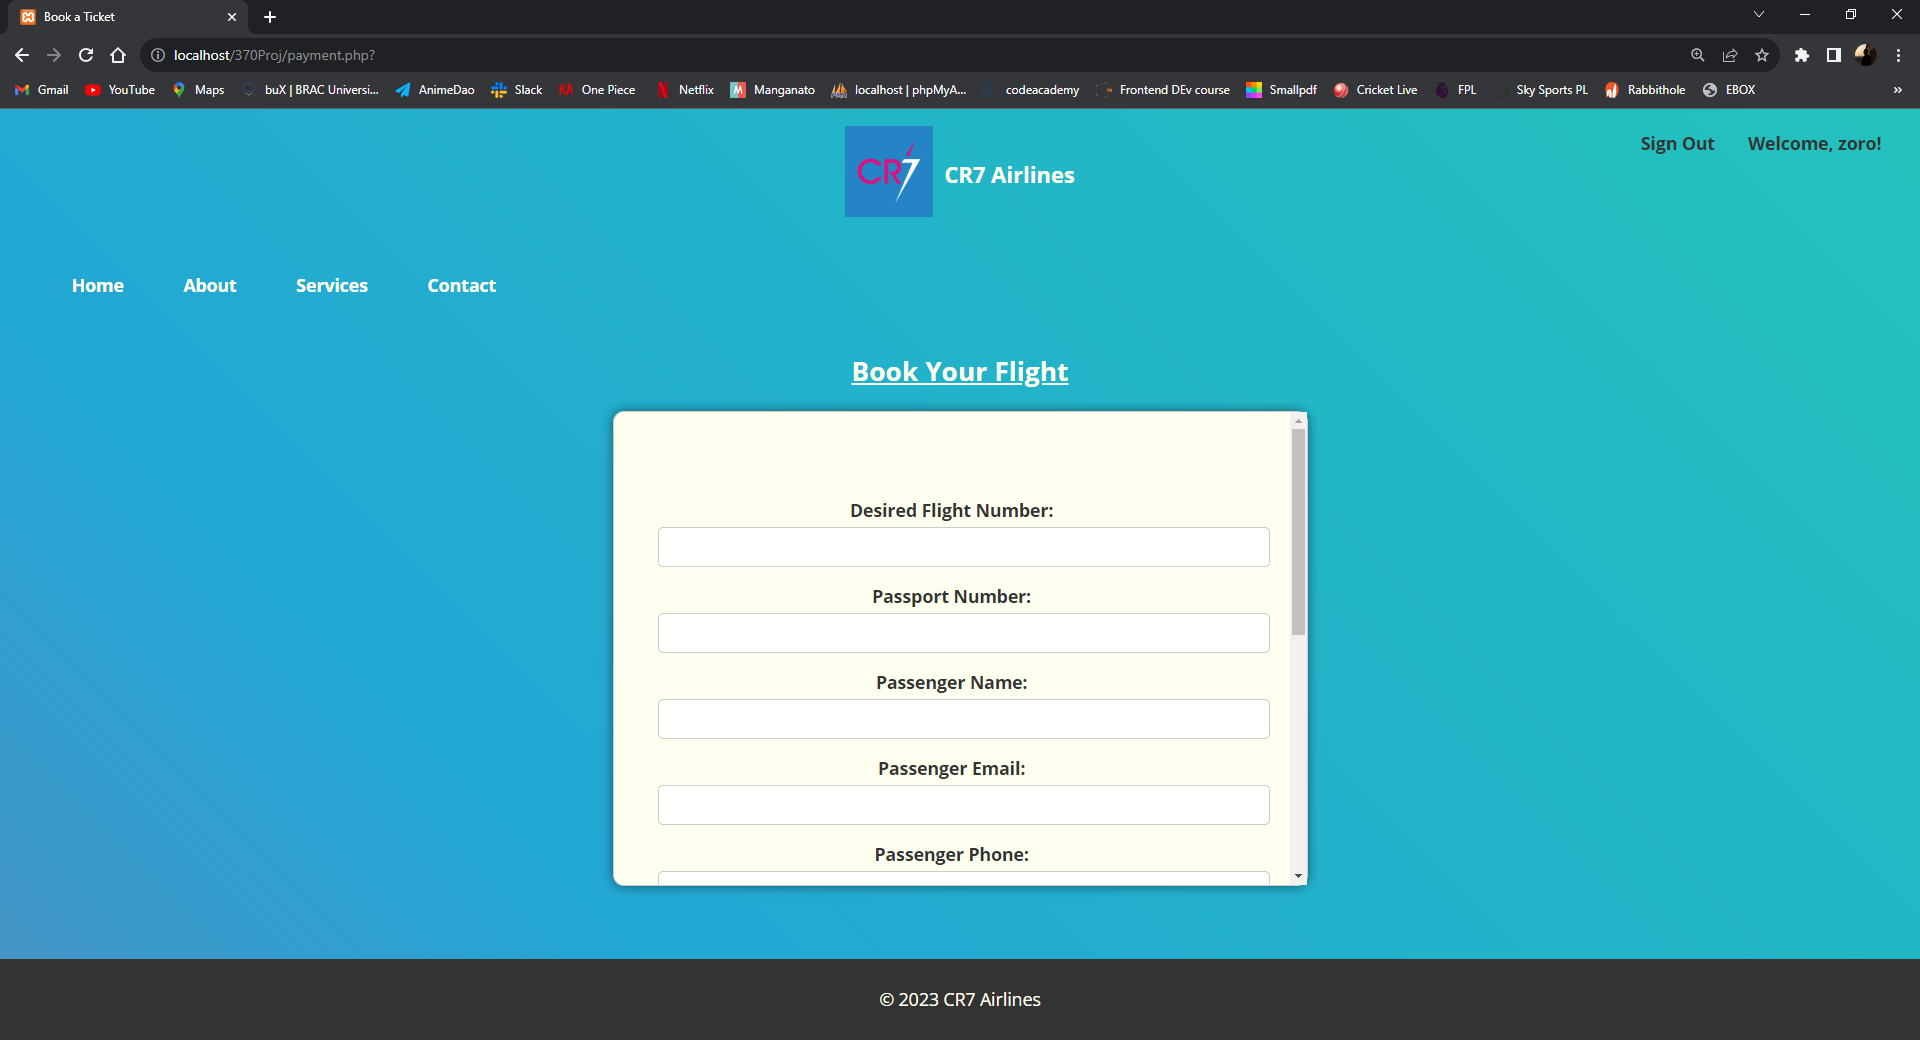 Book a Ticket
localhost/370Proj/payment.php?
Gmail YouTube Maps buX | BRAC Universi... AnimeDao Slack KA One Piece Netflix M Manganato localhost | phpMyA... codeacademy Frontend DEv course Smallpdf Cricket Live FPL Sky Sports PL Rabbithole EBOX »
Sign Out Welcome, zoro!
CR7 CR7 Airlines
Home About Services Contact
Book Your Flight
Desired Flight Number:
Passport Number:
Passenger Name:
Passenger Email:
Passenger Phone:
© 2023 CR7 Airlines